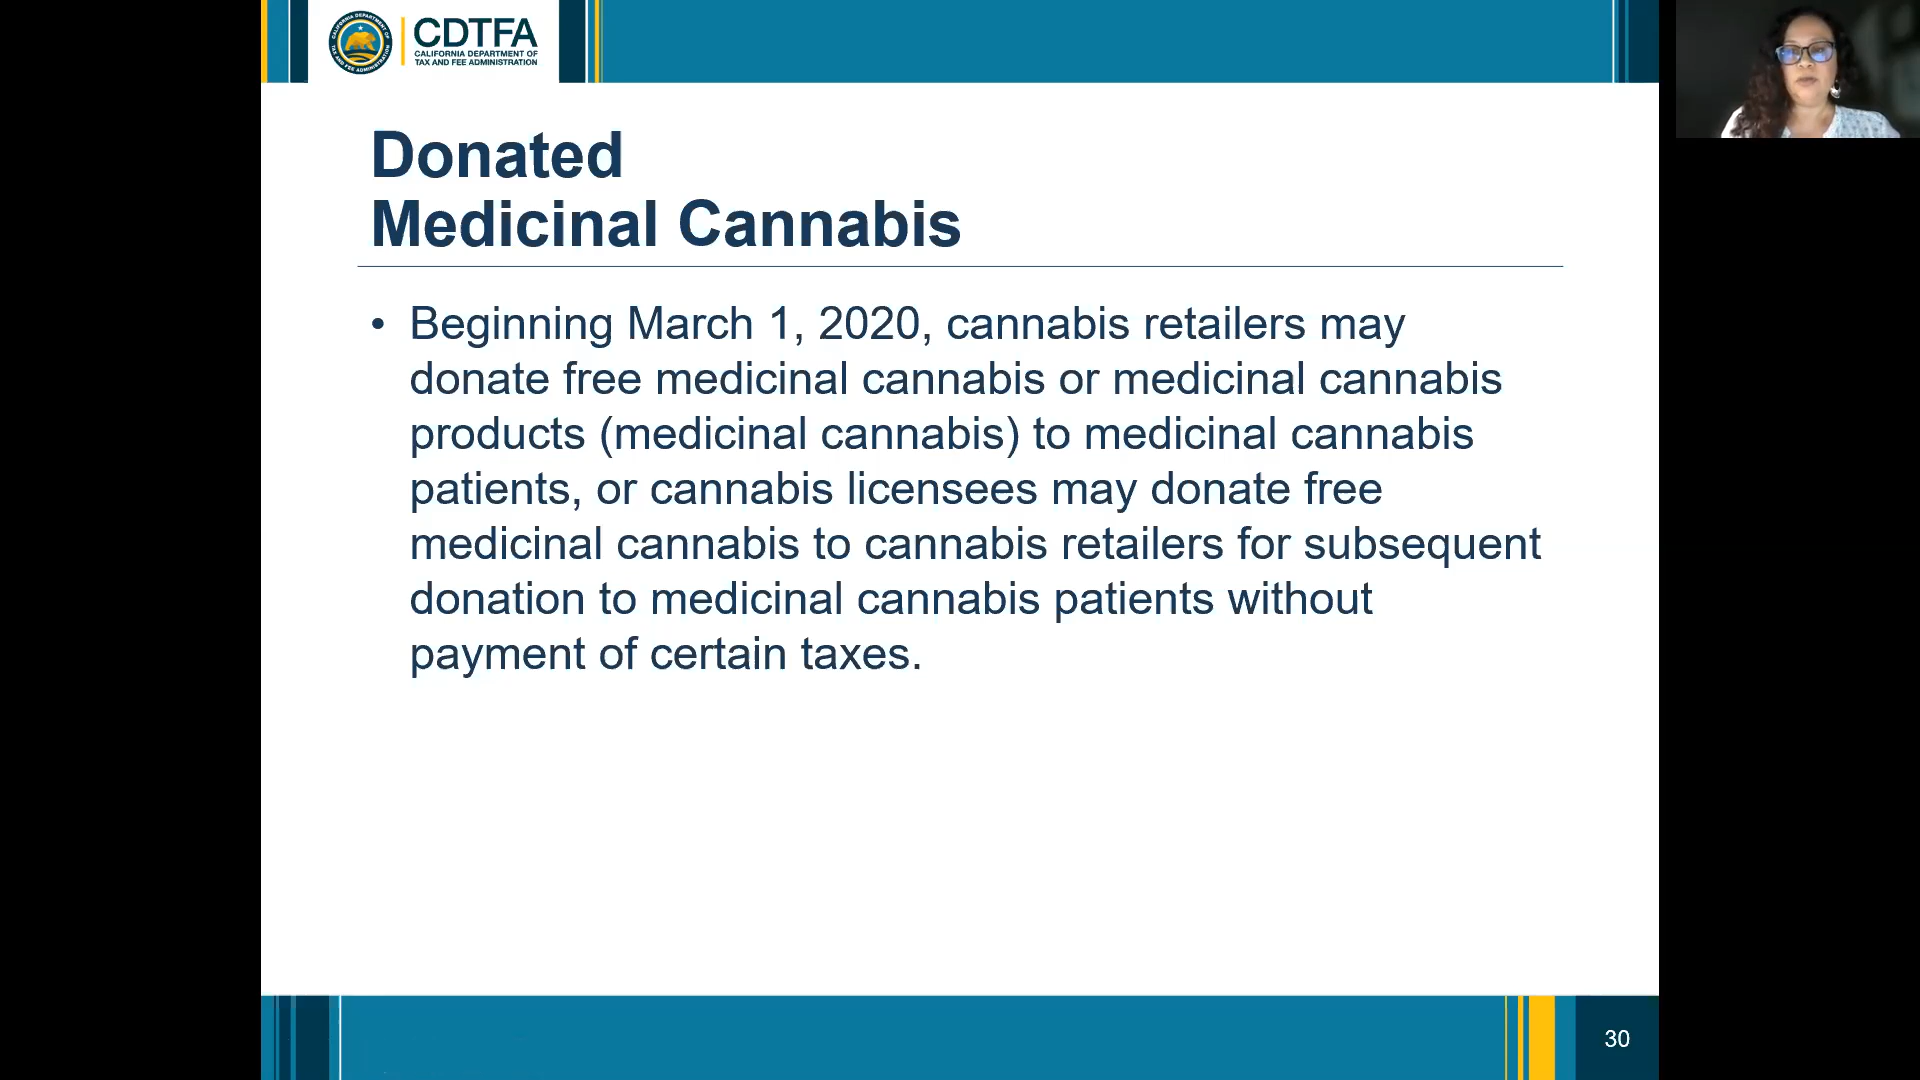 CDTFA
CALIFORNIA DEPARTMENT OF
TAX AND FEE ADMINISTRATION
Donated
Medicinal Cannabis
• Beginning March 1, 2020, cannabis retailers may
donate free medicinal cannabis or medicinal cannabis
products (medicinal cannabis) to medicinal cannabis
patients, or cannabis licensees may donate free
medicinal cannabis to cannabis retailers for subsequent
donation to medicinal cannabis patients without
payment of certain taxes.
30